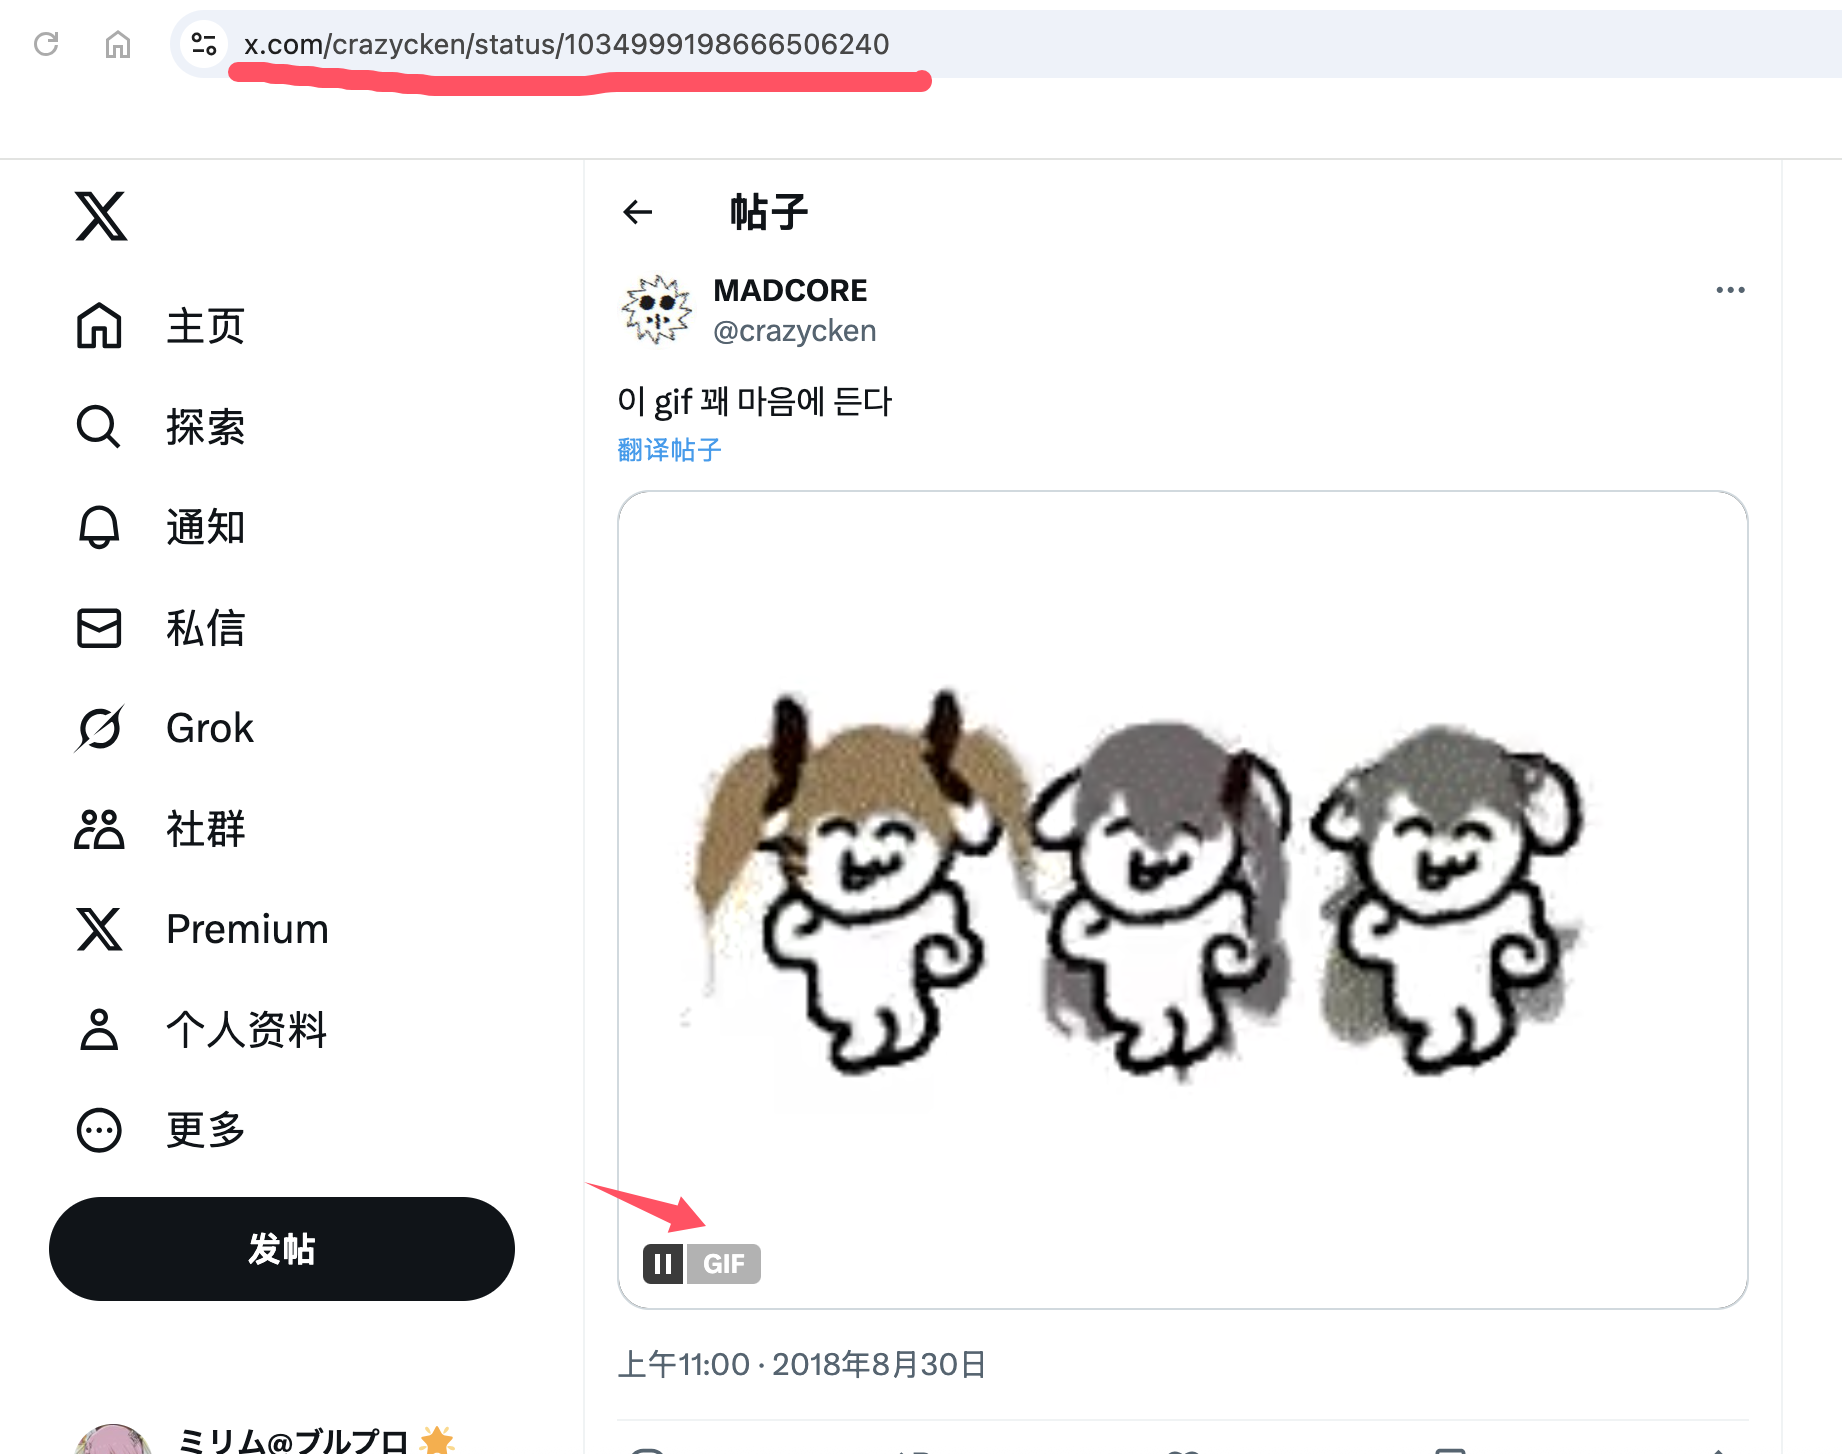 x.com/crazycken/status/1034999198666506240
帖子
MADCORE
@crazycken
이 gif 꽤 마음에 든다
翻译帖子
主页
探索
通知
私信
Grok
社群
Premium
个人资料
更多
发帖
GIF
上午11:00 · 2018年8月30日
ミリム@ブルプロ🌟